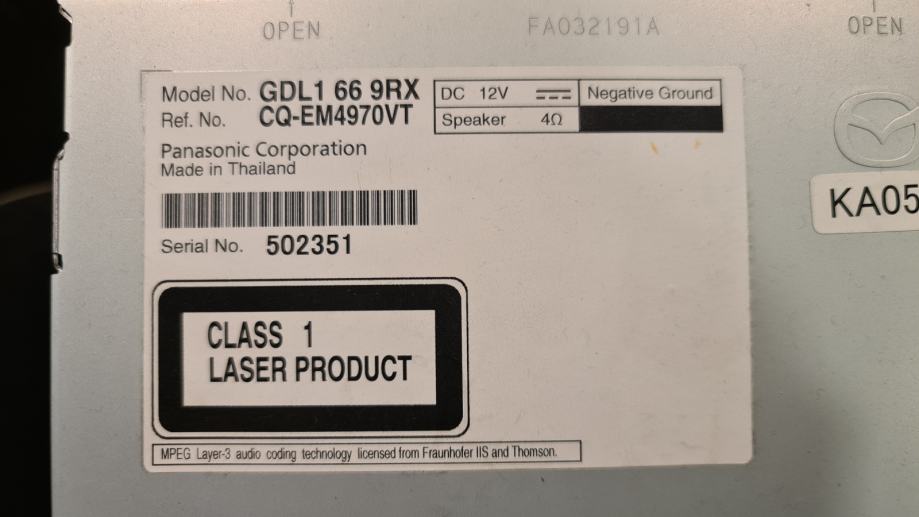 OPEN
FA032191A
OPEN
Model No. GDL1 66 9RX
Ref. No. CQ-EM4970VT
DC 12V
Negative Ground
Speaker 4Ω
Panasonic Corporation
Made in Thailand
KA05
Serial No. 502351
CLASS 1
LASER PRODUCT
MPEG Layer-3 audio coding technology licensed from Fraunhofer IIS and Thomson.